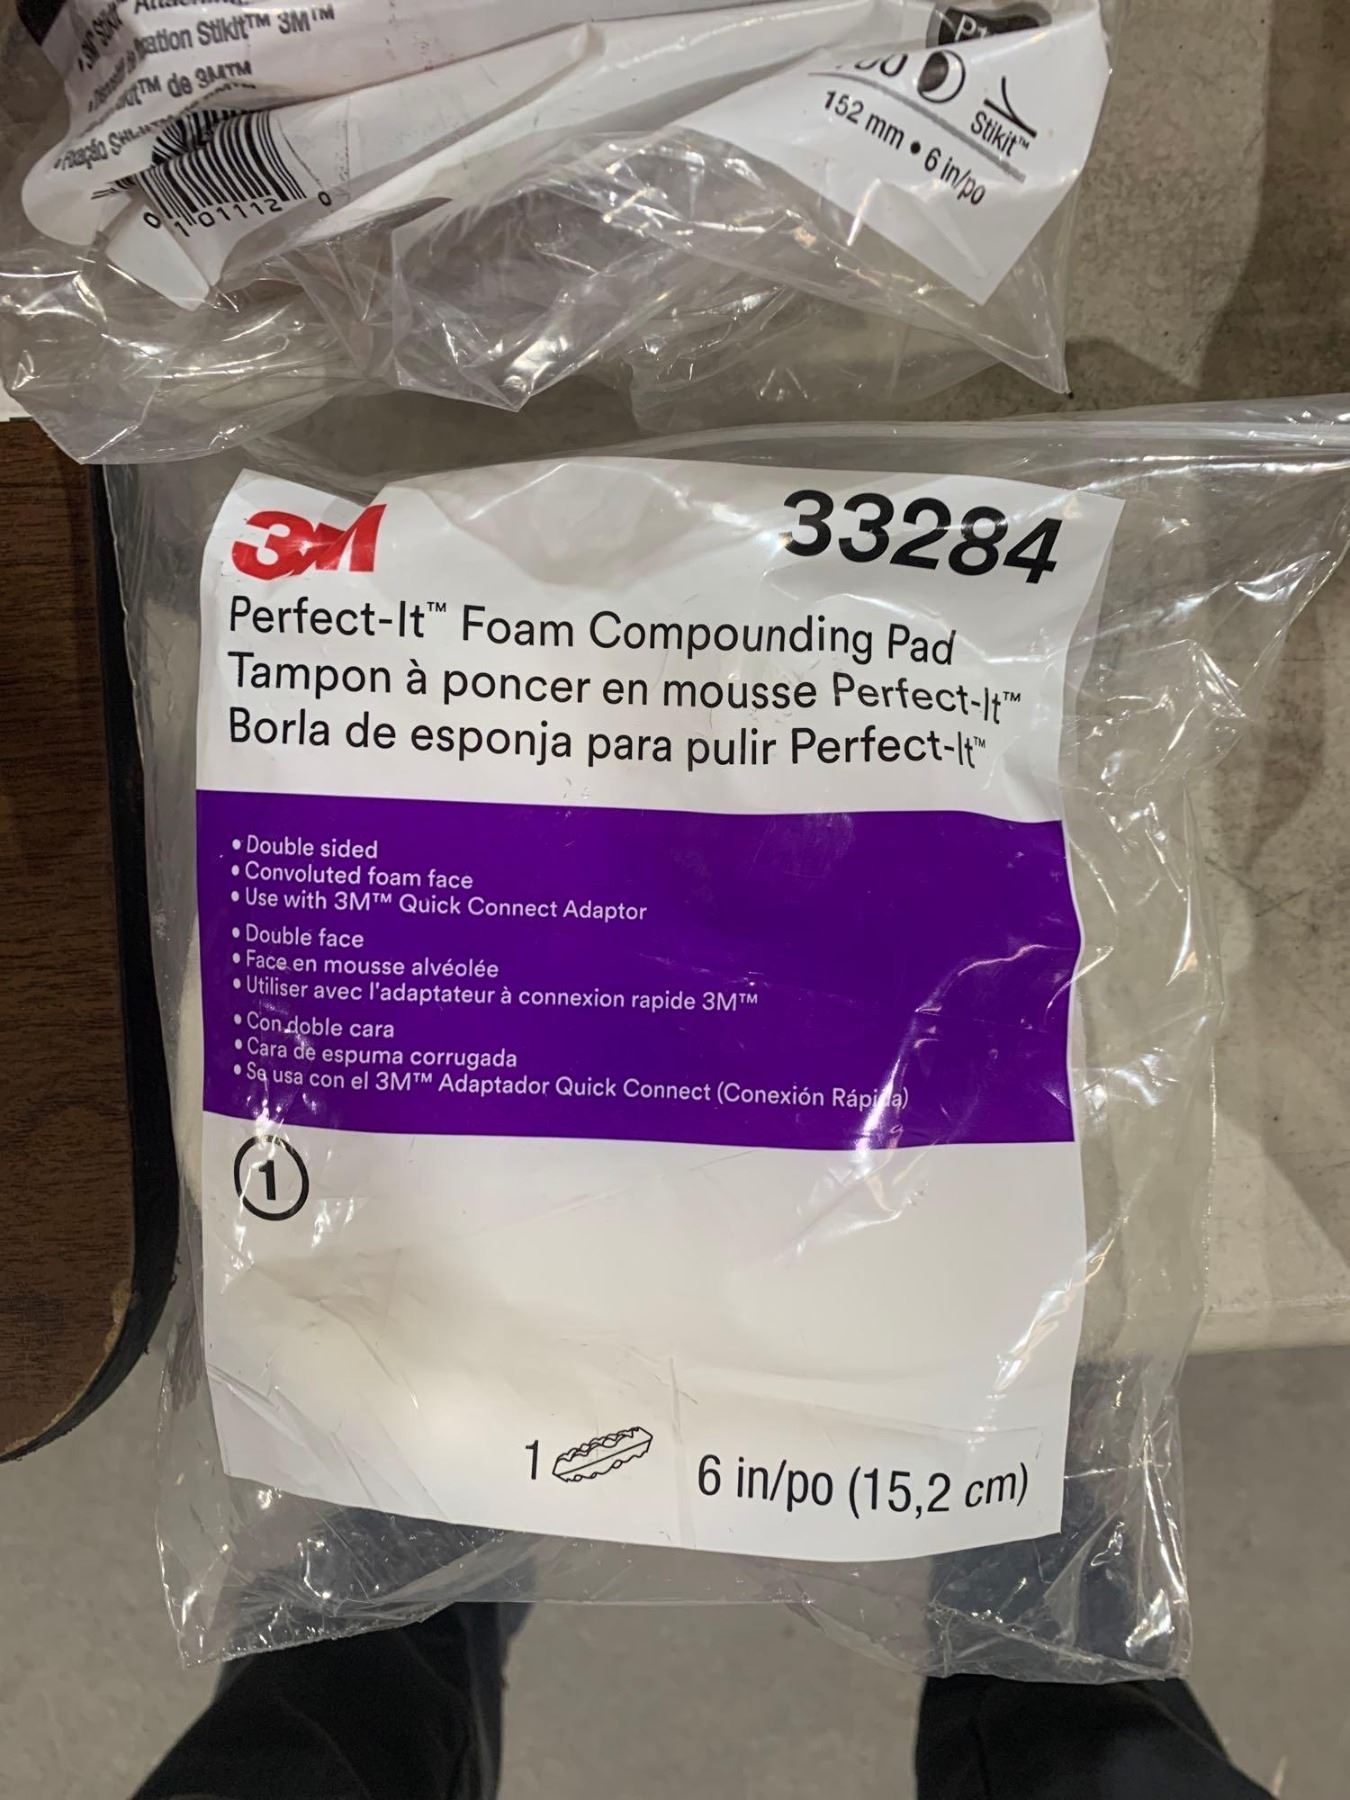 3M™
Stikit™
de 3M™
Fixação
0 101112 0
152 mm • 6 in/po
Stikit™
3M
33284
Perfect-It™ Foam Compounding Pad
Tampon à poncer en mousse Perfect-It™
Borla de esponja para pulir Perfect-It™
• Double sided
• Convoluted foam face
• Use with 3M™ Quick Connect Adaptor
• Double face
• Face en mousse alvéolée
• Utiliser avec l'adaptateur à connexion rapide 3M™
• Con doble cara
• Cara de espuma corrugada
• Se usa con el 3M™ Adaptador Quick Connect (Conexión Rápida)
1
1
6 in/po (15,2 cm)